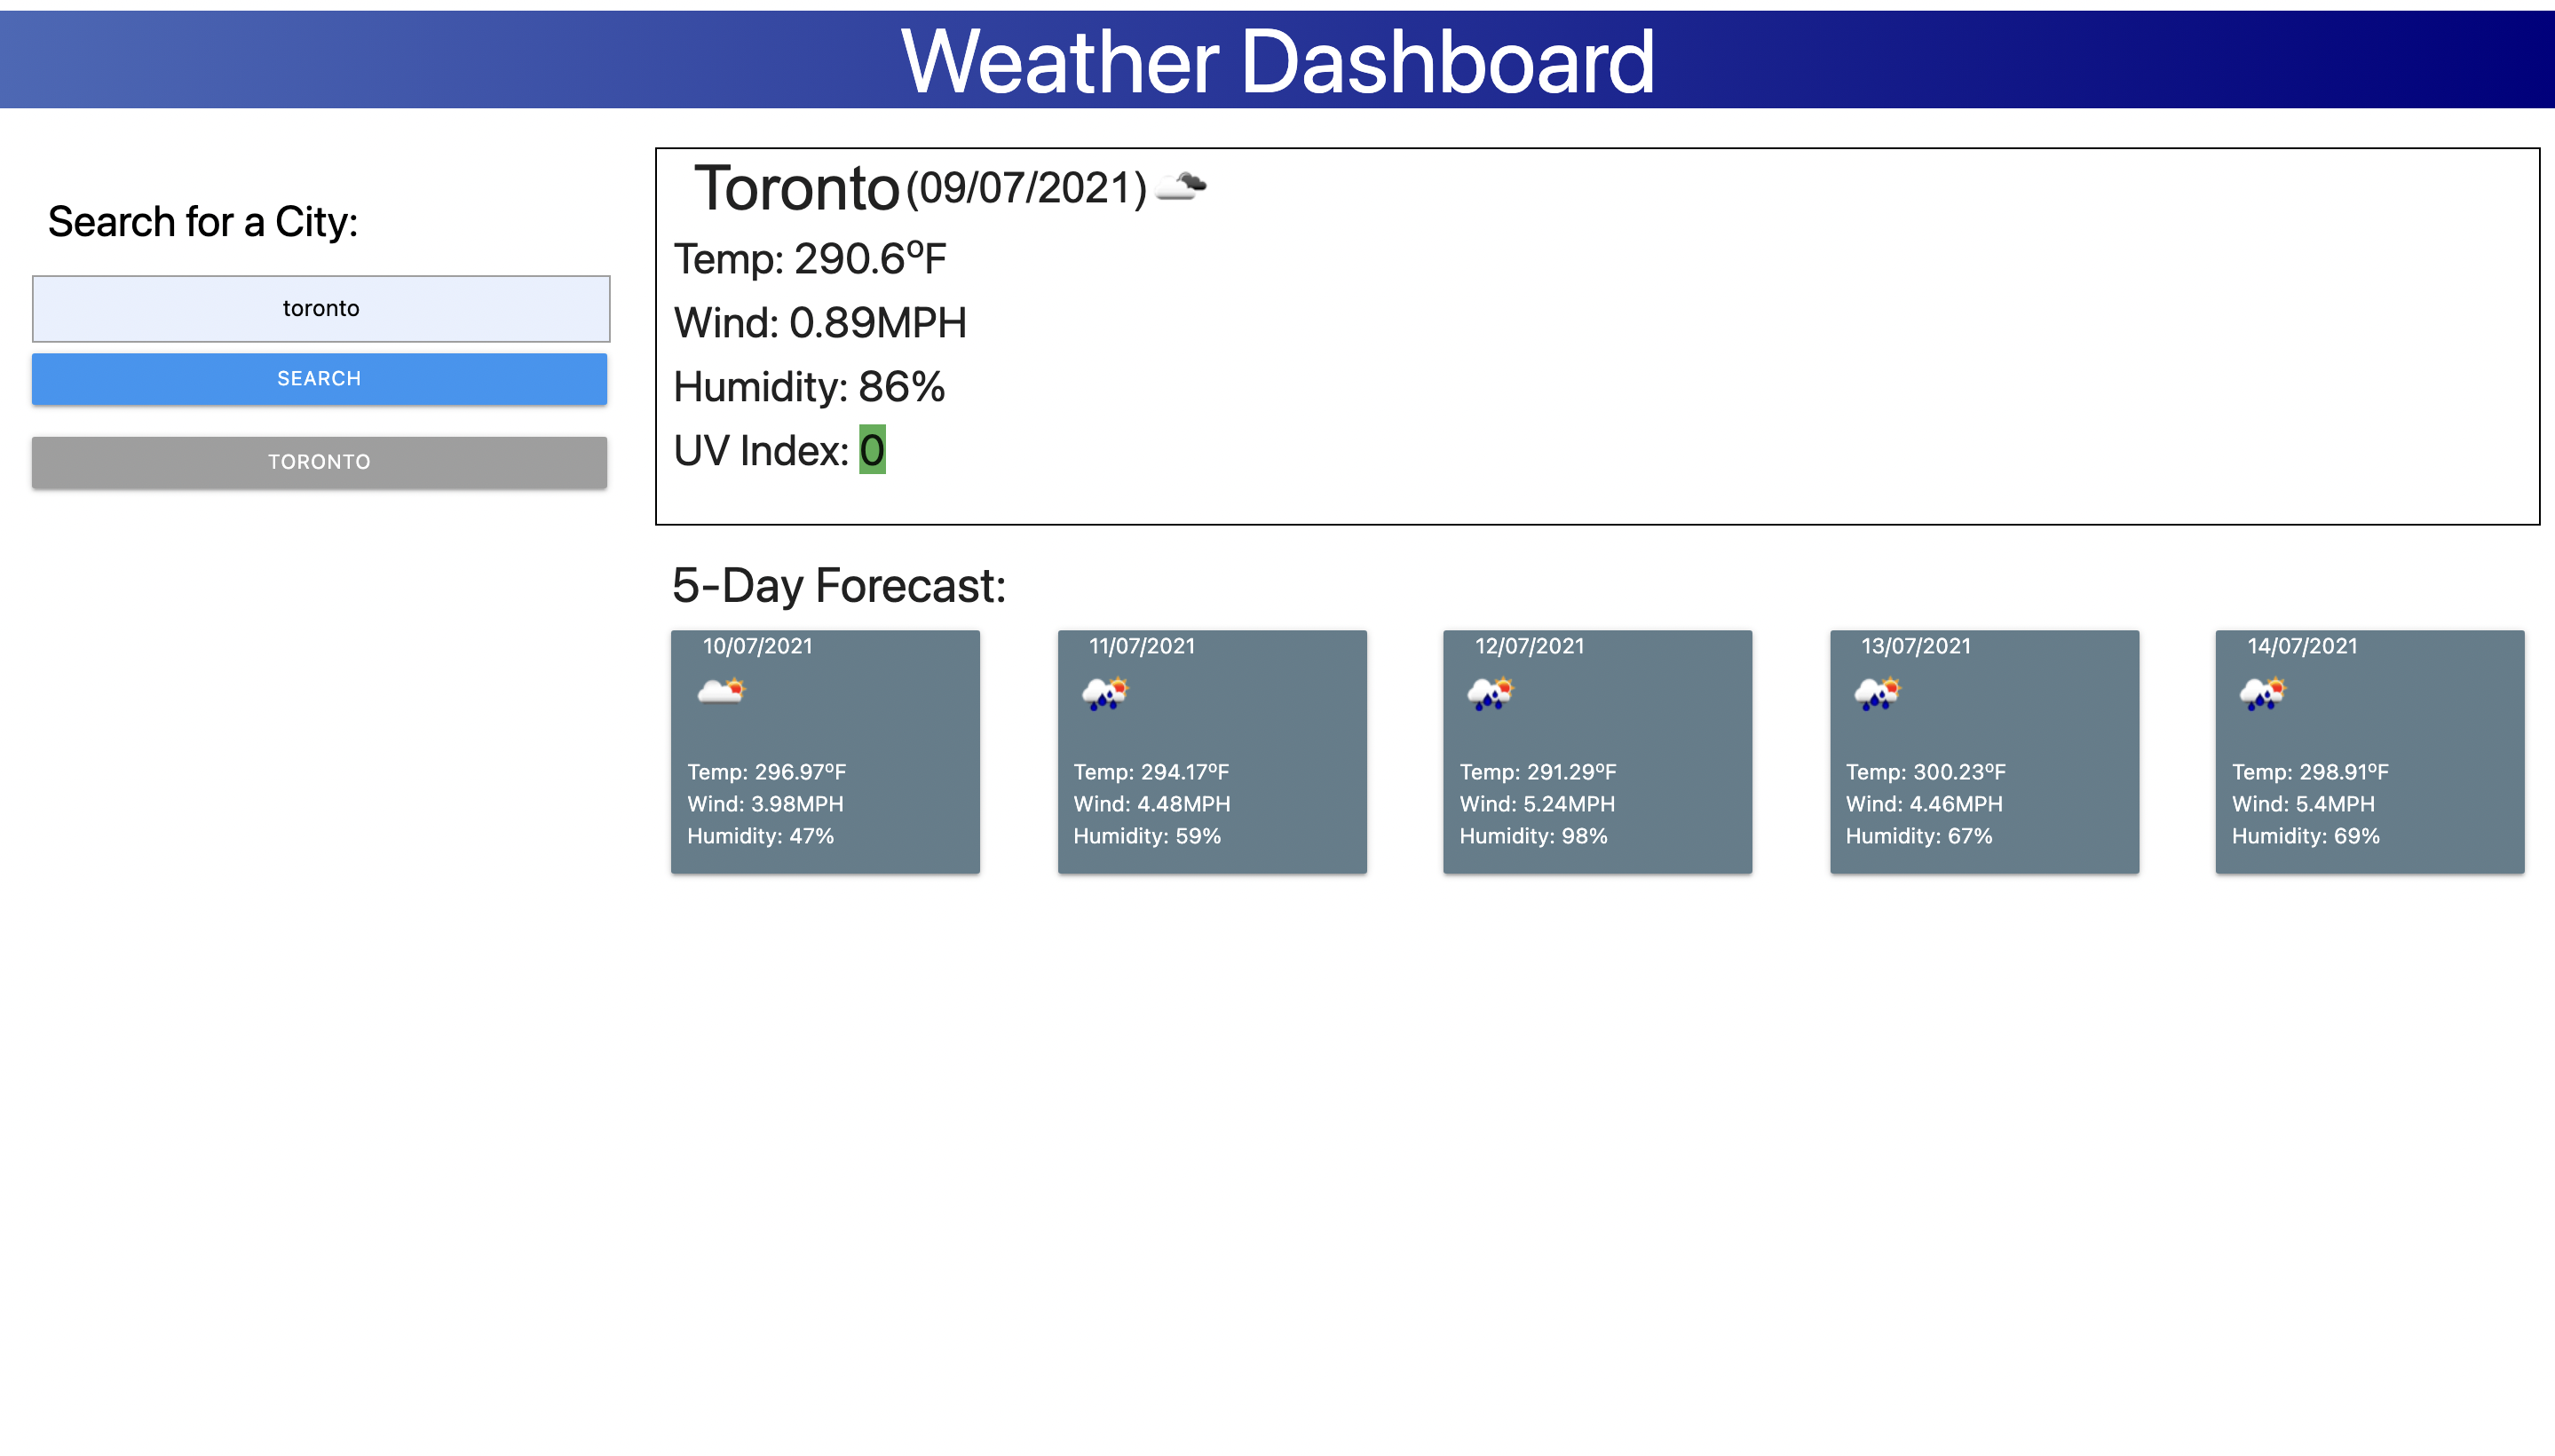 Weather Dashboard
Search for a City:
toronto
SEARCH
TORONTO
Toronto (09/07/2021)
Temp: 290.6ºF
Wind: 0.89MPH
Humidity: 86%
UV Index: 0
5-Day Forecast:
10/07/2021
Temp: 296.97ºF
Wind: 3.98MPH
Humidity: 47%
11/07/2021
Temp: 294.17ºF
Wind: 4.48MPH
Humidity: 59%
12/07/2021
Temp: 291.29ºF
Wind: 5.24MPH
Humidity: 98%
13/07/2021
Temp: 300.23ºF
Wind: 4.46MPH
Humidity: 67%
14/07/2021
Temp: 298.91ºF
Wind: 5.4MPH
Humidity: 69%